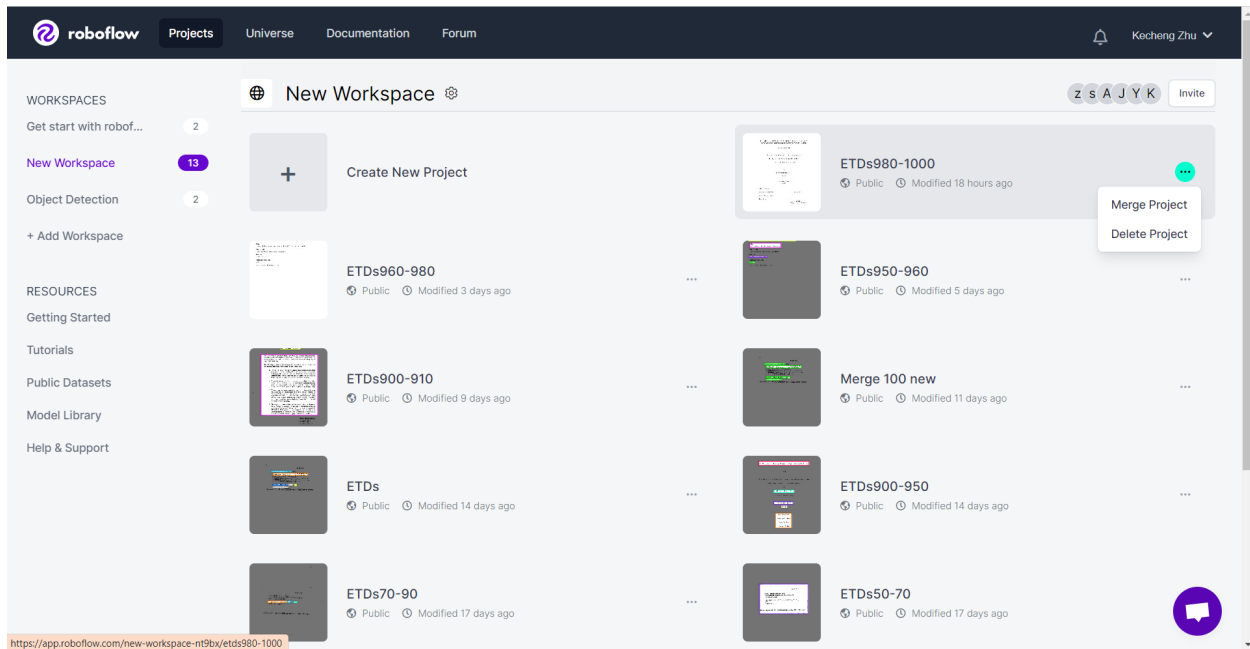 roboflow Projects Universe Documentation Forum Kecheng Zhu
WORKSPACES
Get start with robof... 2
New Workspace 13
Object Detection 2
+ Add Workspace
RESOURCES
Getting Started
Tutorials
Public Datasets
Model Library
Help & Support
New Workspace
z s A J Y K Invite
+ Create New Project
ETDs980-1000
Public Modified 18 hours ago
...
Merge Project
Delete Project
ETDs960-980
Public Modified 3 days ago
...
ETDs950-960
Public Modified 5 days ago
...
ETDs900-910
Public Modified 9 days ago
...
Merge 100 new
Public Modified 11 days ago
...
ETDs
Public Modified 14 days ago
...
ETDs900-950
Public Modified 14 days ago
...
ETDs70-90
Public Modified 17 days ago
...
ETDs50-70
Public Modified 17 days ago
https://app.roboflow.com/new-workspace-nt9bx/etds980-1000